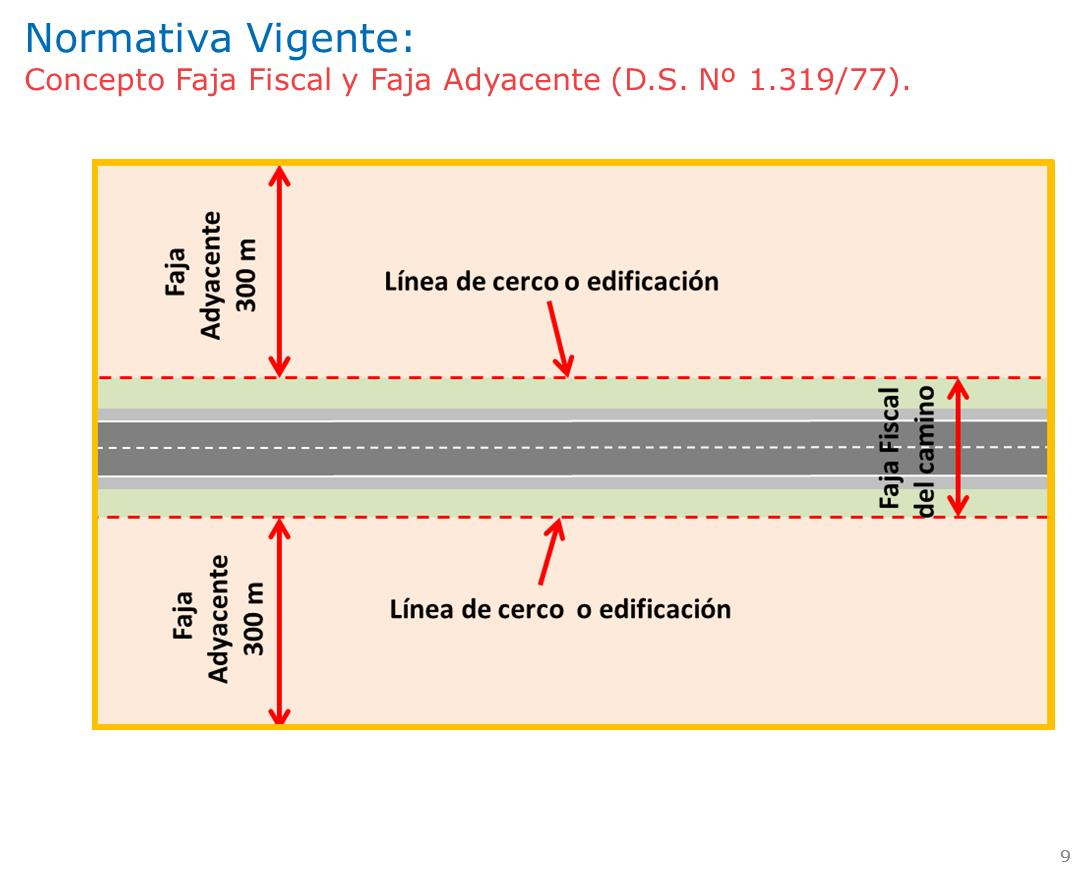 Normativa Vigente:
Concepto Faja Fiscal y Faja Adyacente (D.S. Nº 1.319/77).
Faja
Adyacente
300 m
Línea de cerco o edificación
Faja Fiscal
del camino
Línea de cerco o edificación
Faja
Adyacente
300 m
9